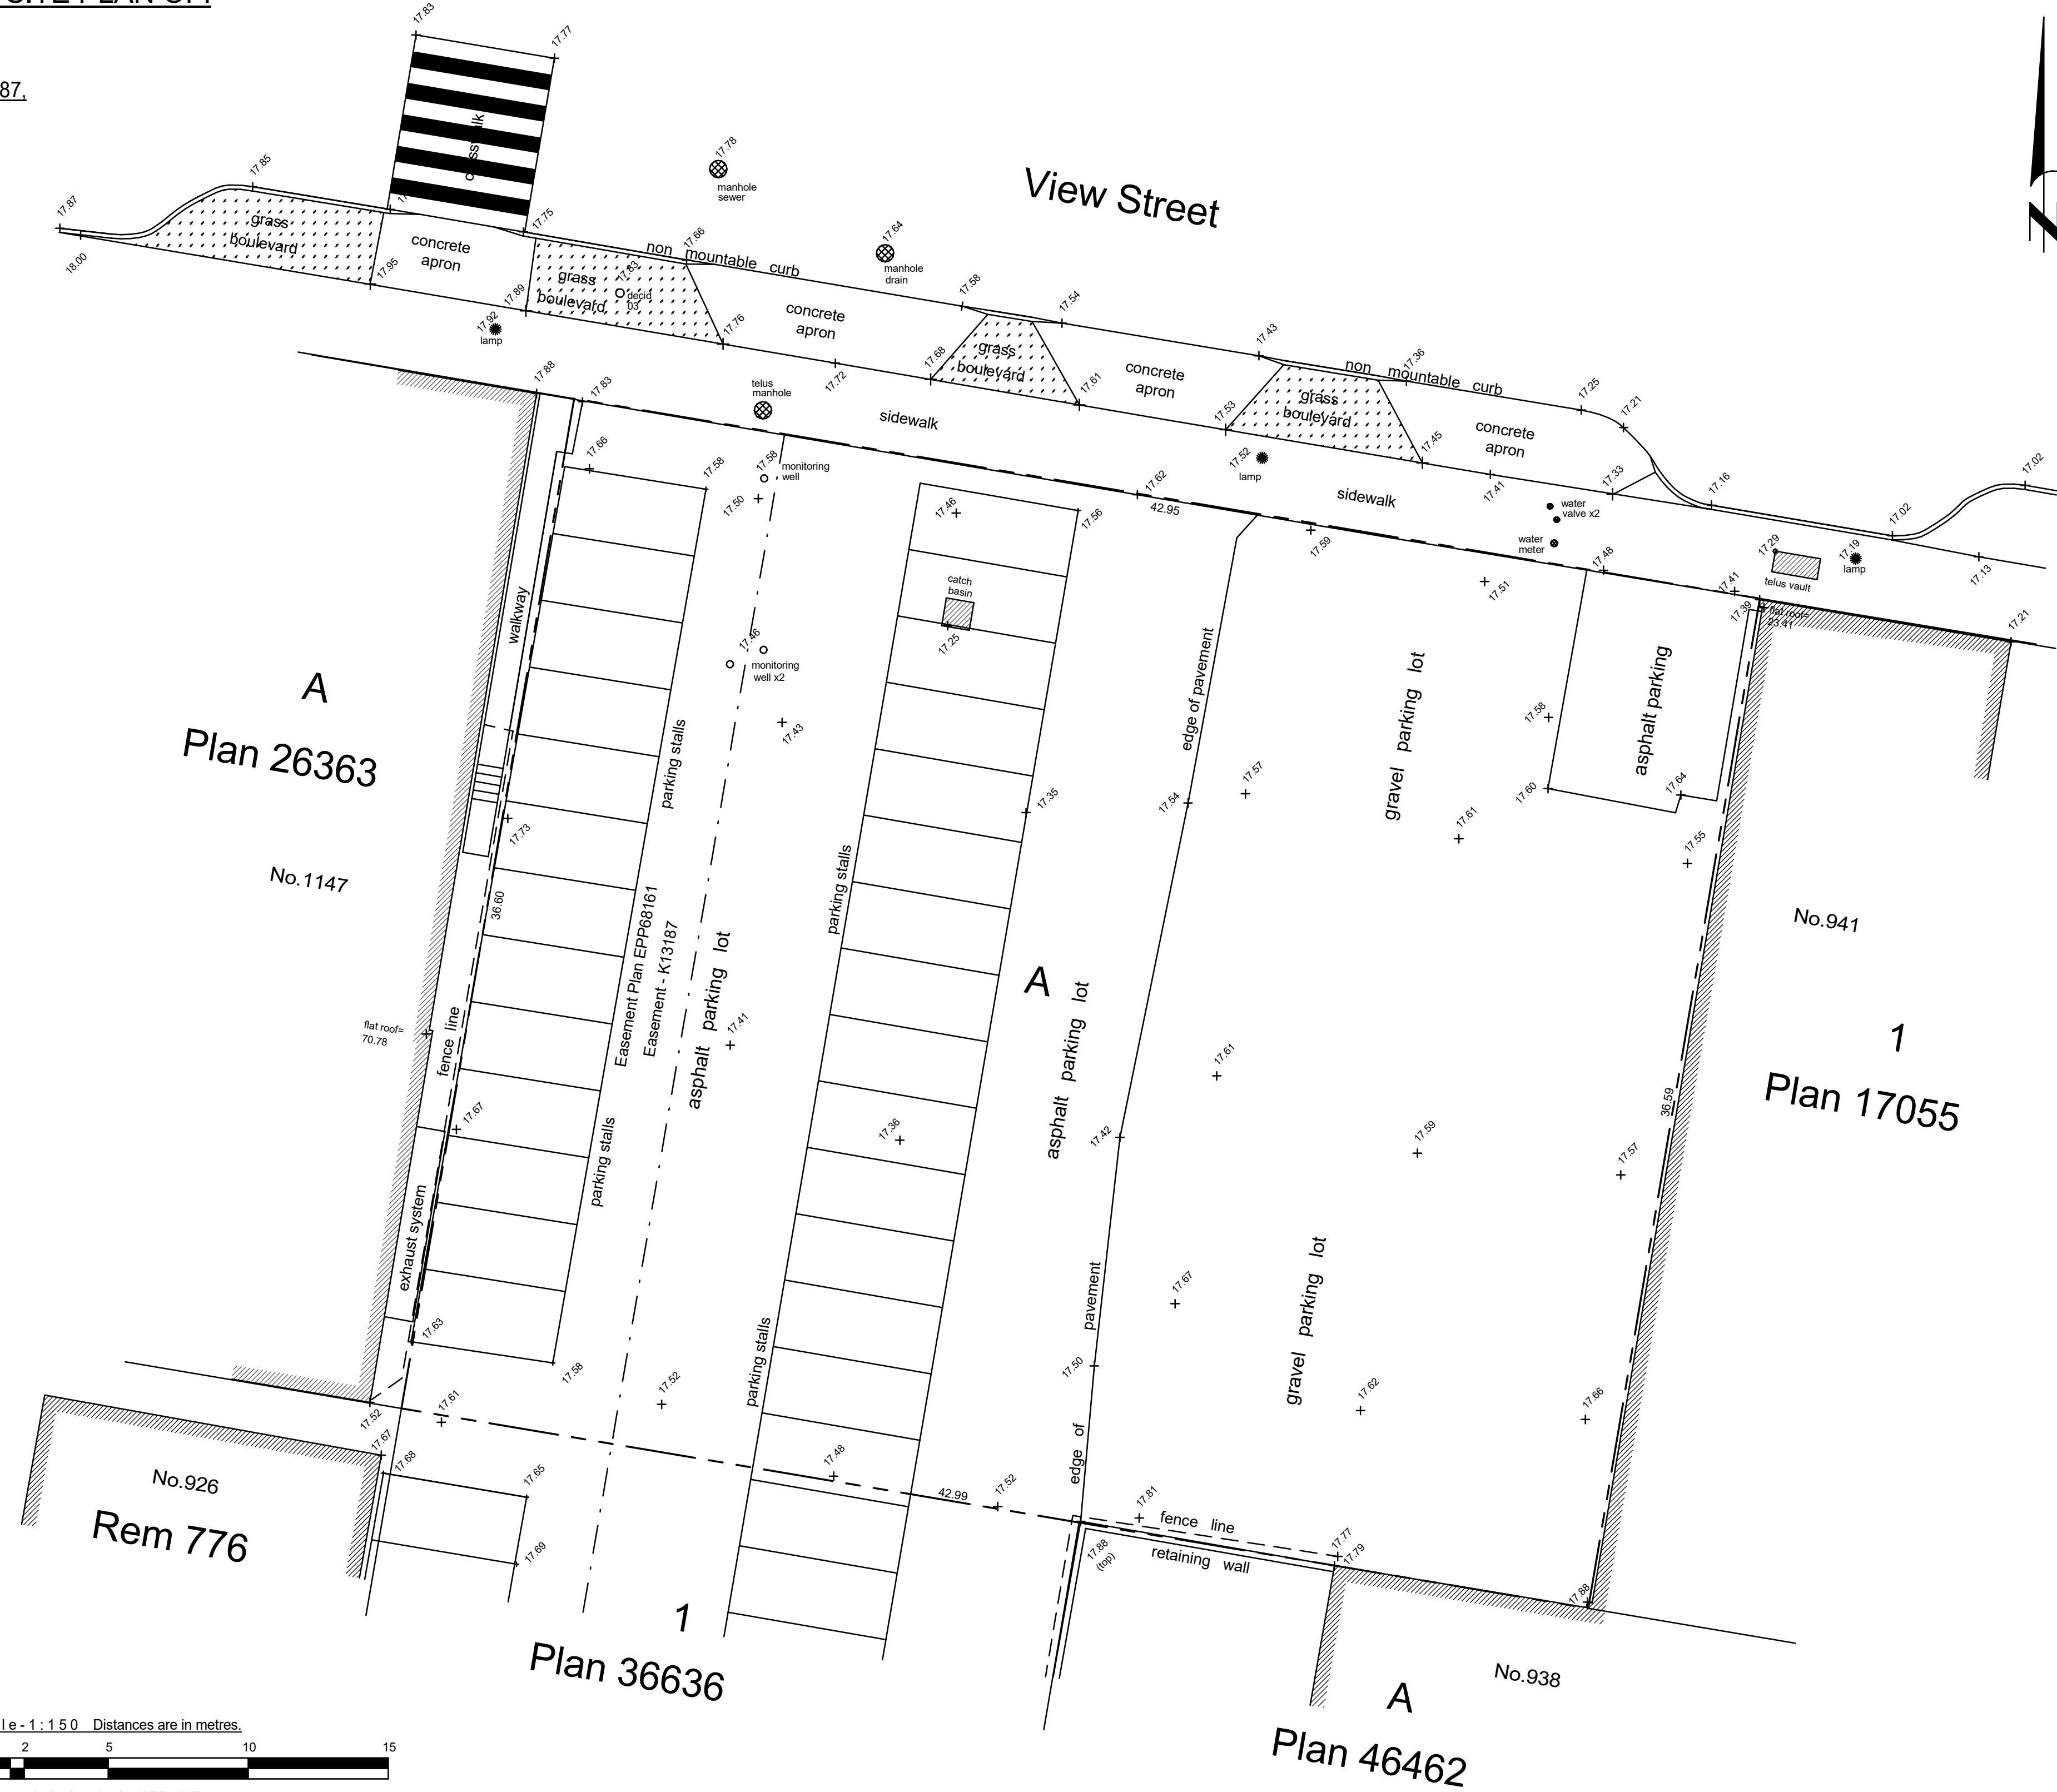 87,
17.83
17.77
17.78
manhole
sewer
View Street
17.85
17.87
18.00
grass
boulevard
17.95
concrete
apron
17.75
17.89
17.92
lamp
grass
boulevard
decid
03
17.66
non mountable curb
17.64
manhole
drain
17.76
concrete
apron
17.72
17.58
17.54
17.68
grass
boulevard
17.61
concrete
apron
17.43
17.53
grass
boulevard
non mountable curb
17.36
17.45
concrete
apron
17.25
17.21
17.41
17.33
17.16
17.02
17.02
17.13
17.88
17.83
telus
manhole
sidewalk
17.62
42.95
17.52
lamp
sidewalk
water
valve x2
water
meter
17.48
17.29
telus vault
17.19
lamp
17.41
17.39
flat roof=
23.41
17.21
17.66
17.58
17.58
monitoring
well
17.50
17.46
17.56
17.59
17.51
catch
basin
17.25
17.46
monitoring
well x2
17.43
walkway
A
Plan 26363
No.1147
parking stalls
17.73
36.60
parking stalls
17.35
edge of pavement
17.54
17.57
gravel parking lot
17.61
17.58
17.60
asphalt parking
17.64
17.55
No.941
1
Plan 17055
36.59
flat roof=
70.78
fence line
Easement Plan EPP68161
Easement - K13187
asphalt parking lot
17.41
A
asphalt parking lot
17.61
17.67
parking stalls
17.36
17.42
17.59
17.57
exhaust system
17.63
17.58
parking stalls
pavement
17.67
gravel parking lot
17.50
17.62
17.66
17.52
17.61
17.52
17.67
17.68
17.65
17.69
17.48
42.99
17.52
edge of
17.81
fence line
17.77
17.79
17.88
(top)
retaining wall
17.88
No.926
Rem 776
1
Plan 36636
No.938
A
Plan 46462
le-1:150 Distances are in metres.
2 5 10 15